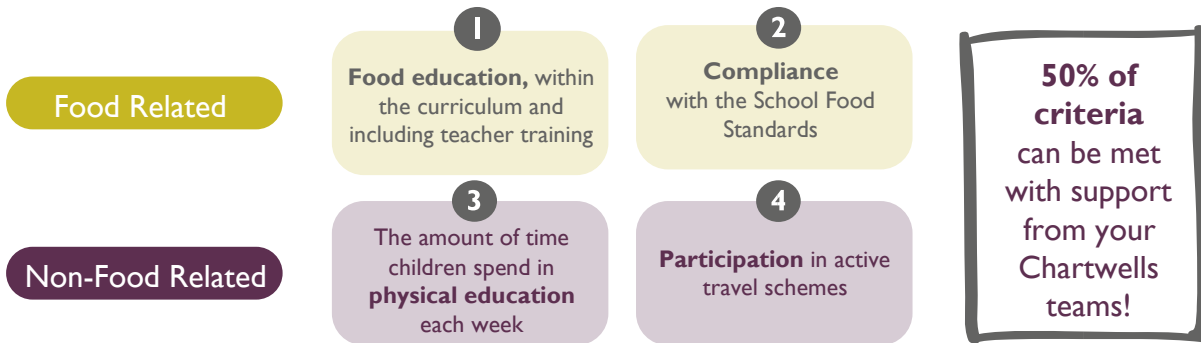 Food Related
1
Food education, within
the curriculum and
including teacher training
2
Compliance
with the School Food
Standards
Non-Food Related
3
The amount of time
children spend in
physical education
each week
4
Participation in active
travel schemes
50% of
criteria
can be met
with support
from your
Chartwells
teams!